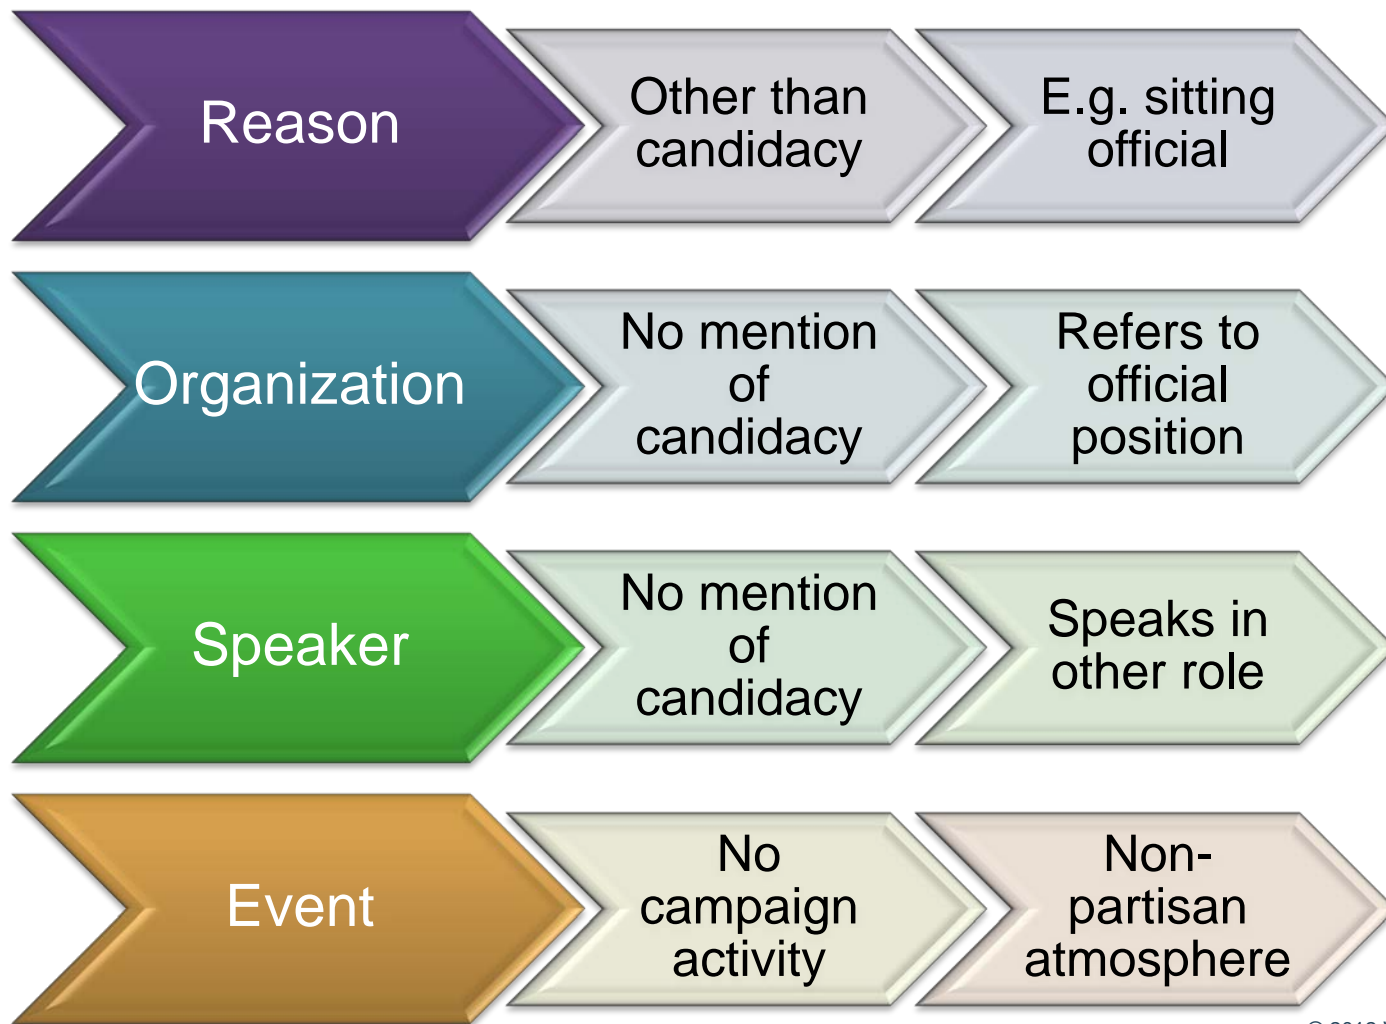 Reason
Other than
candidacy
E.g. sitting
official
Organization
No mention
of
candidacy
Refers to
official
position
Speaker
No mention
of
candidacy
Speaks in
other role
Event
No
campaign
activity
Non-
partisan
atmosphere